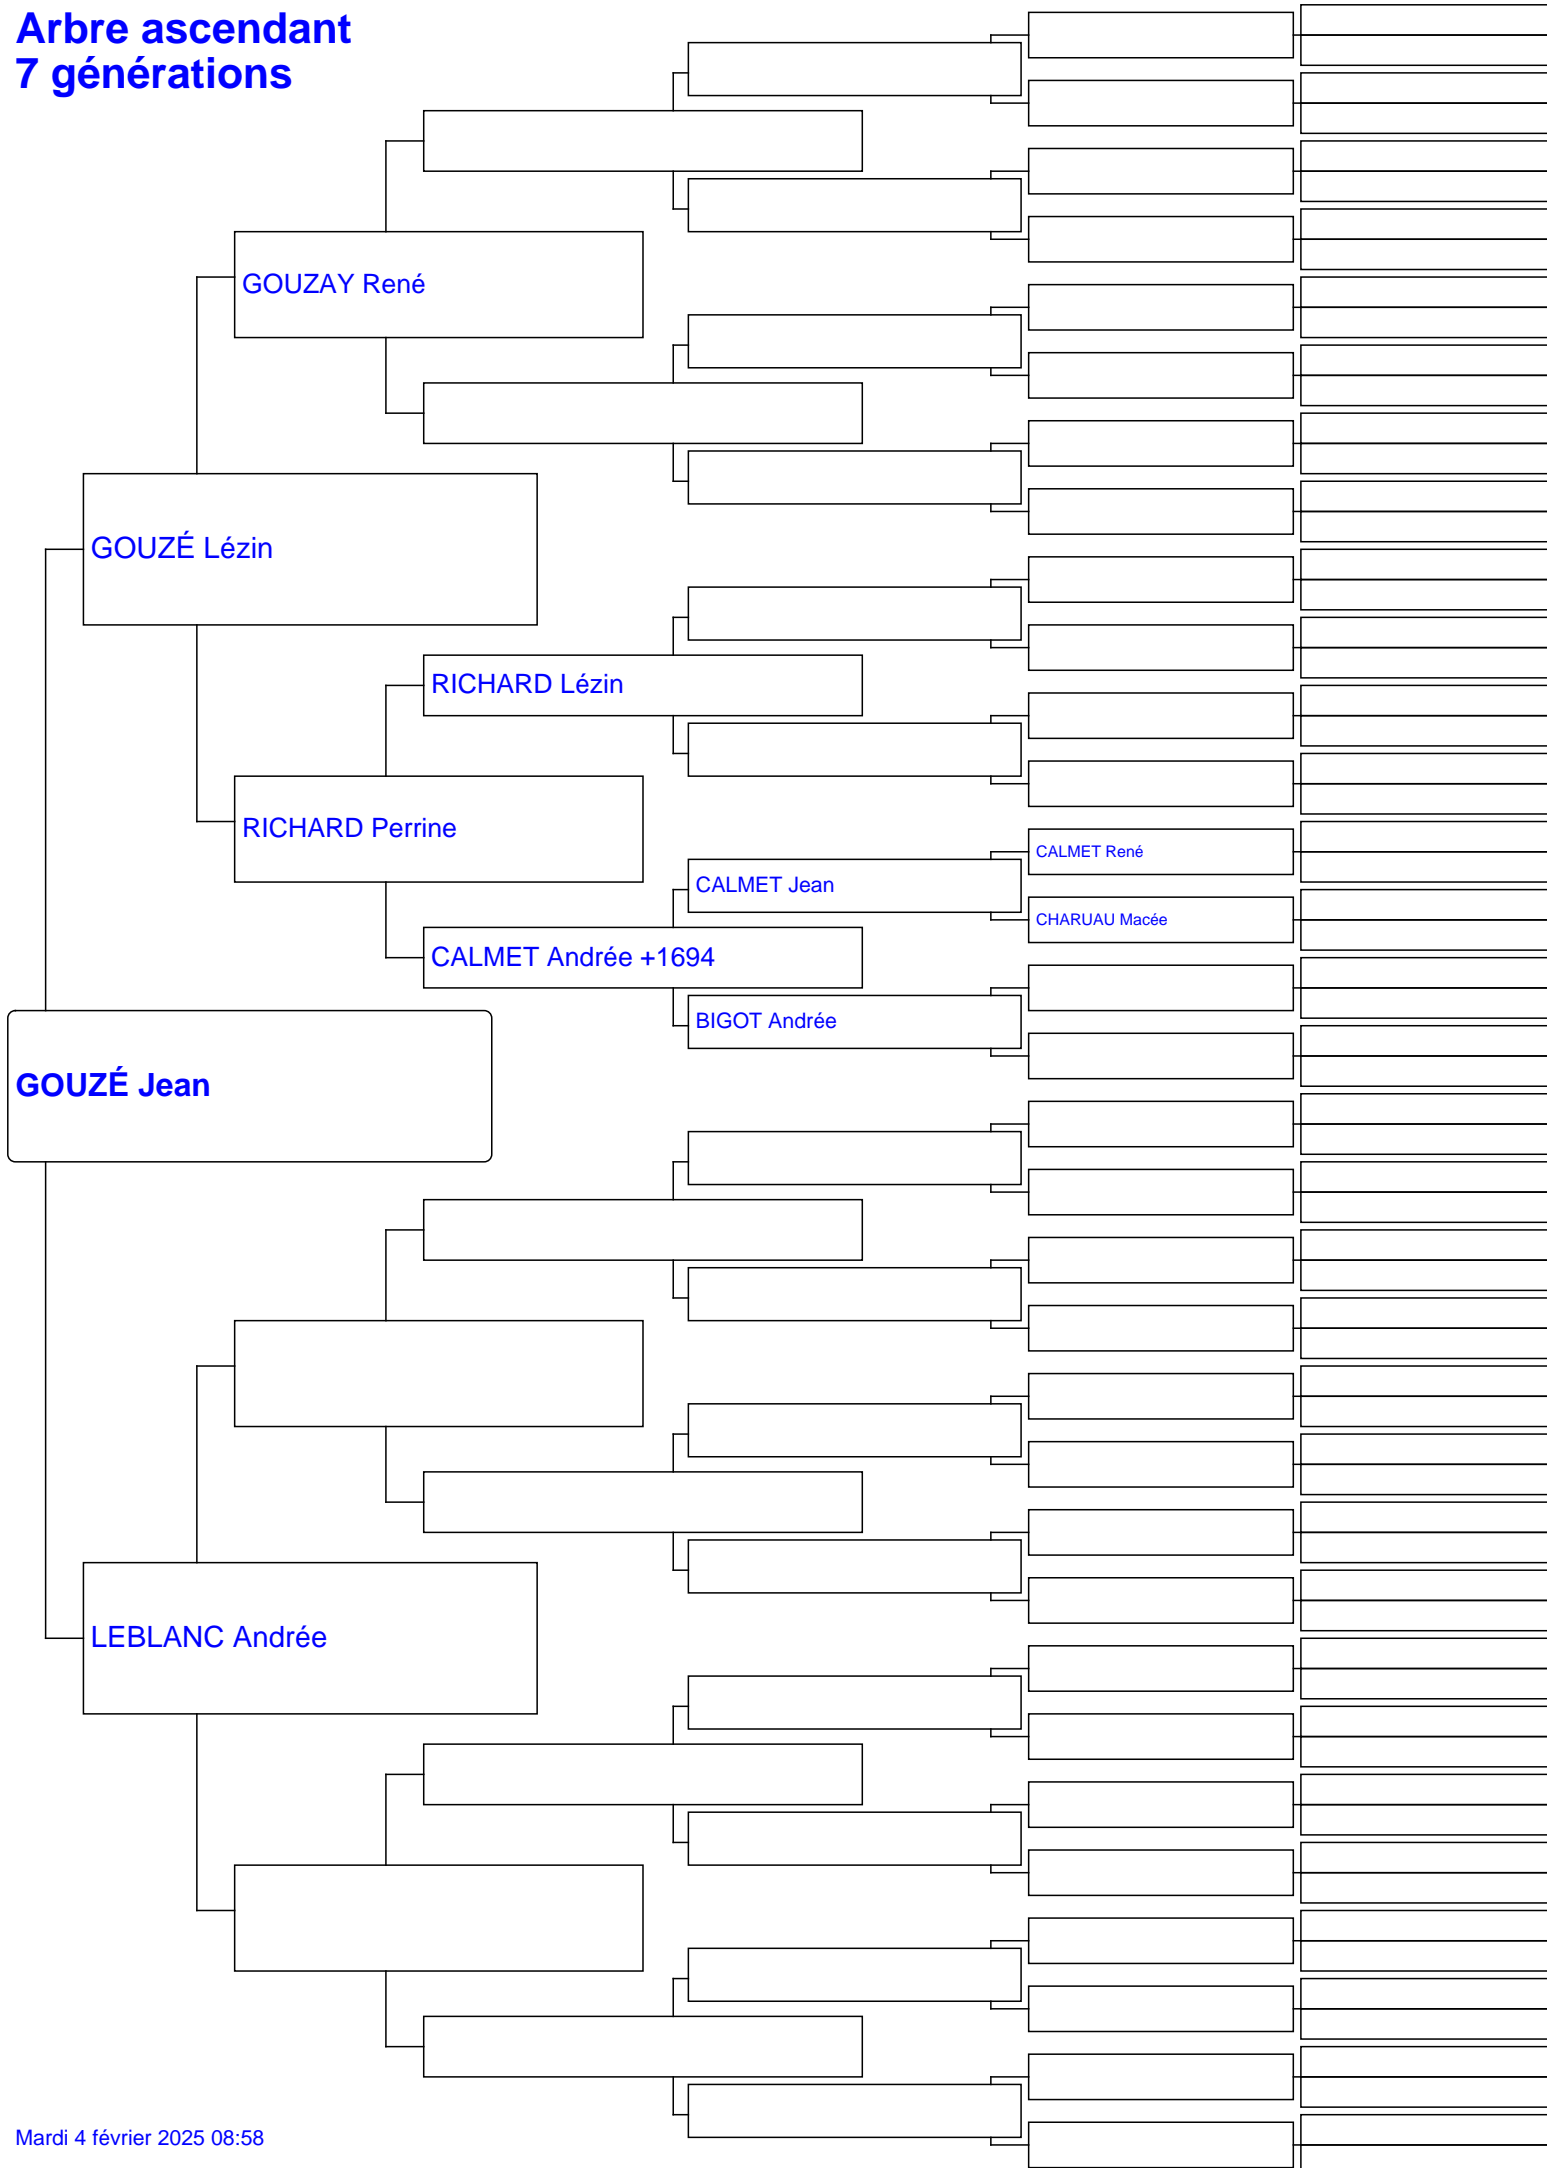 Arbre ascendant
7 générations
GOUZAY René
GOUZÉ Lézin
RICHARD Lézin
RICHARD Perrine
CALMET René
CALMET Jean
CHARUAU Macée
CALMET Andrée +1694
BIGOT Andrée
GOUZÉ Jean
LEBLANC Andrée
Mardi 4 février 2025 08:58